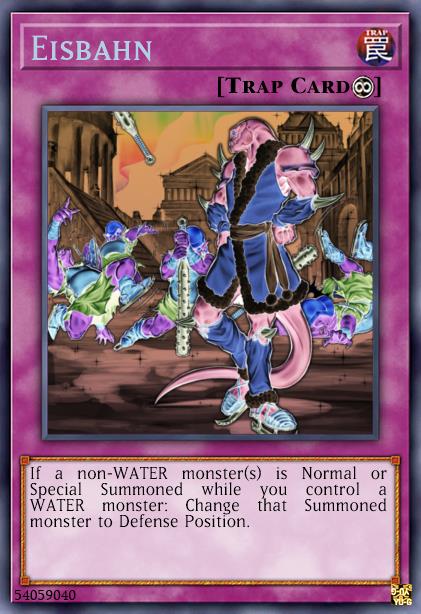 Eisbahn
TRAP
罠
[Trap Card♾]
If a non-WATER monster(s) is Normal or
Special Summoned while you control a
WATER monster: Change that Summoned
monster to Defense Position.
54059040